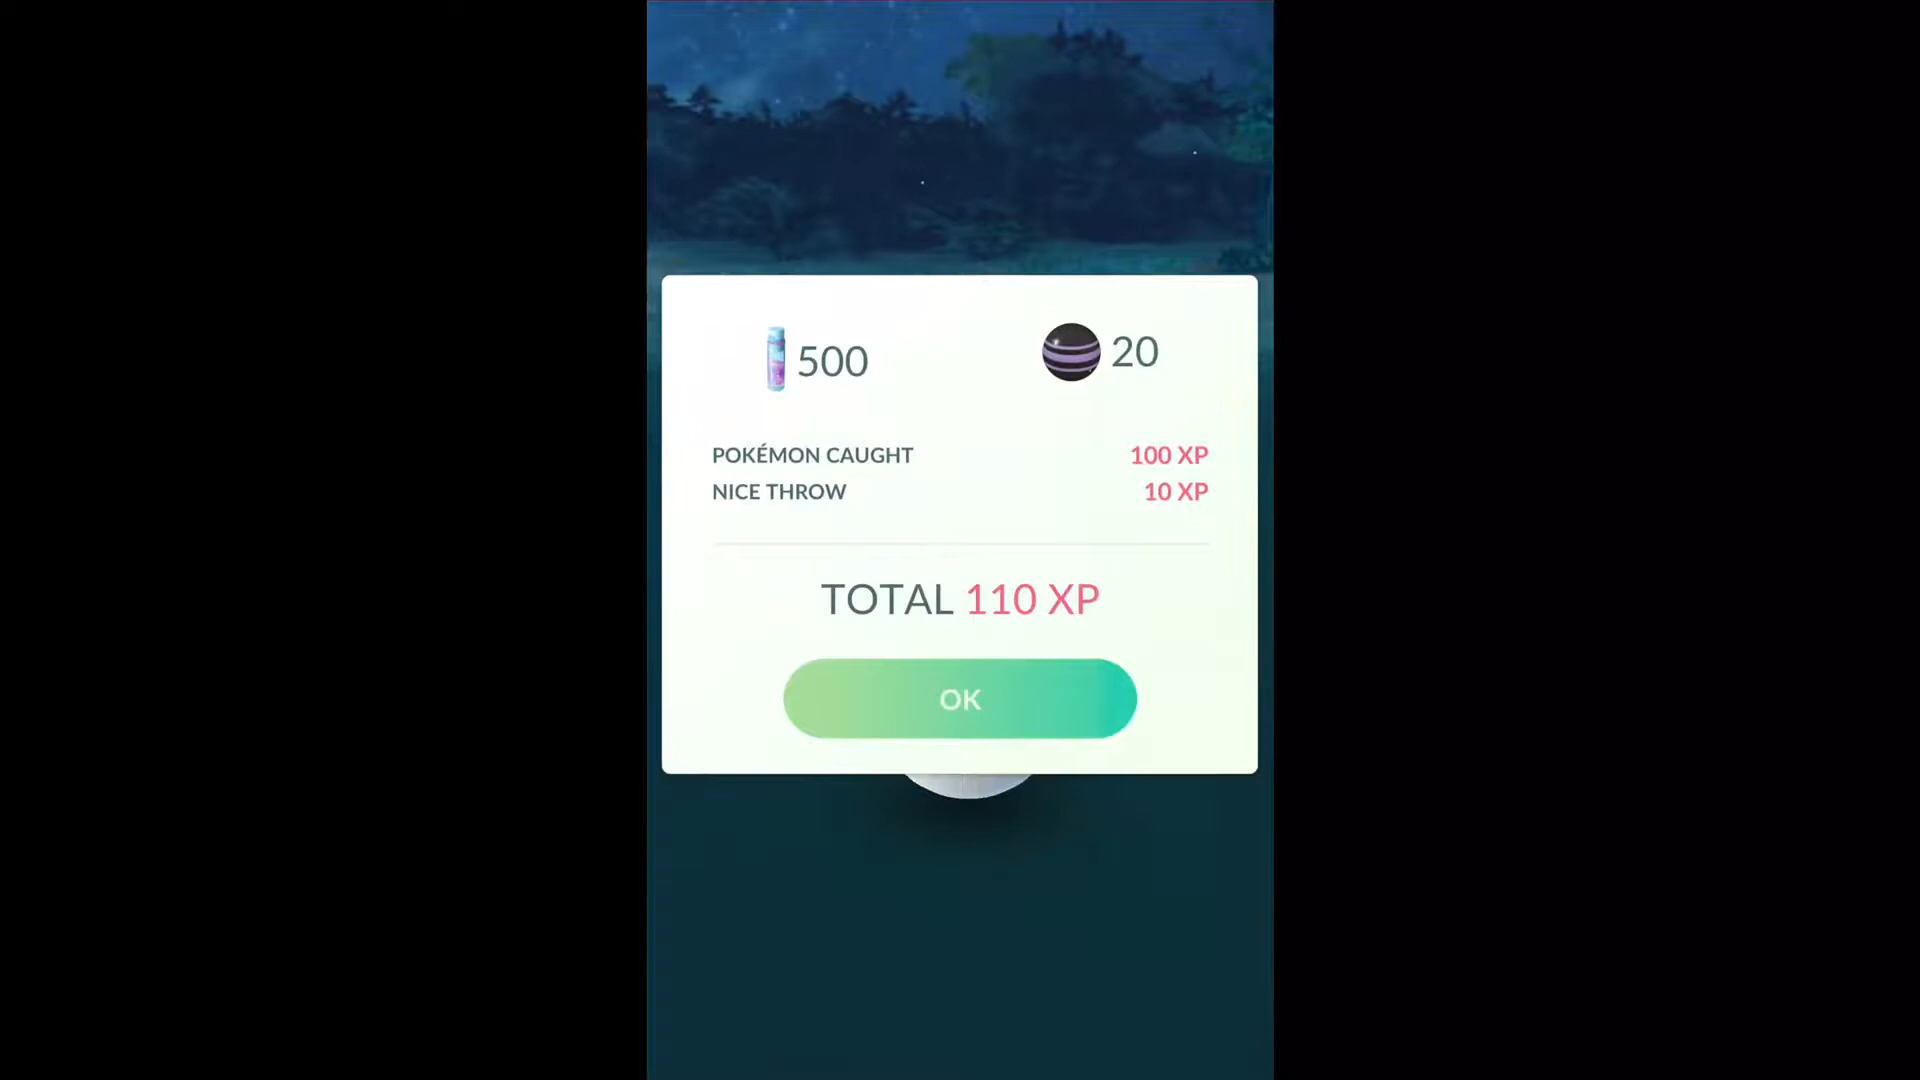 500
20
POKÉMON CAUGHT 100 XP
NICE THROW 10 XP
TOTAL 110 XP
OK